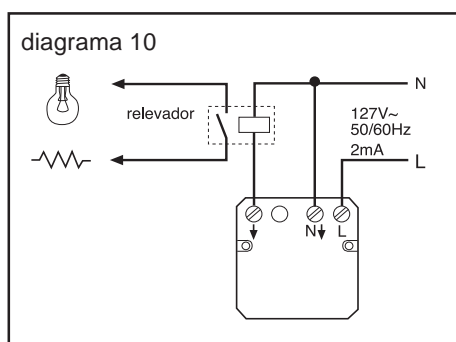 diagrama 10
relevador
N
127V~
50/60Hz
2mA
L
N L